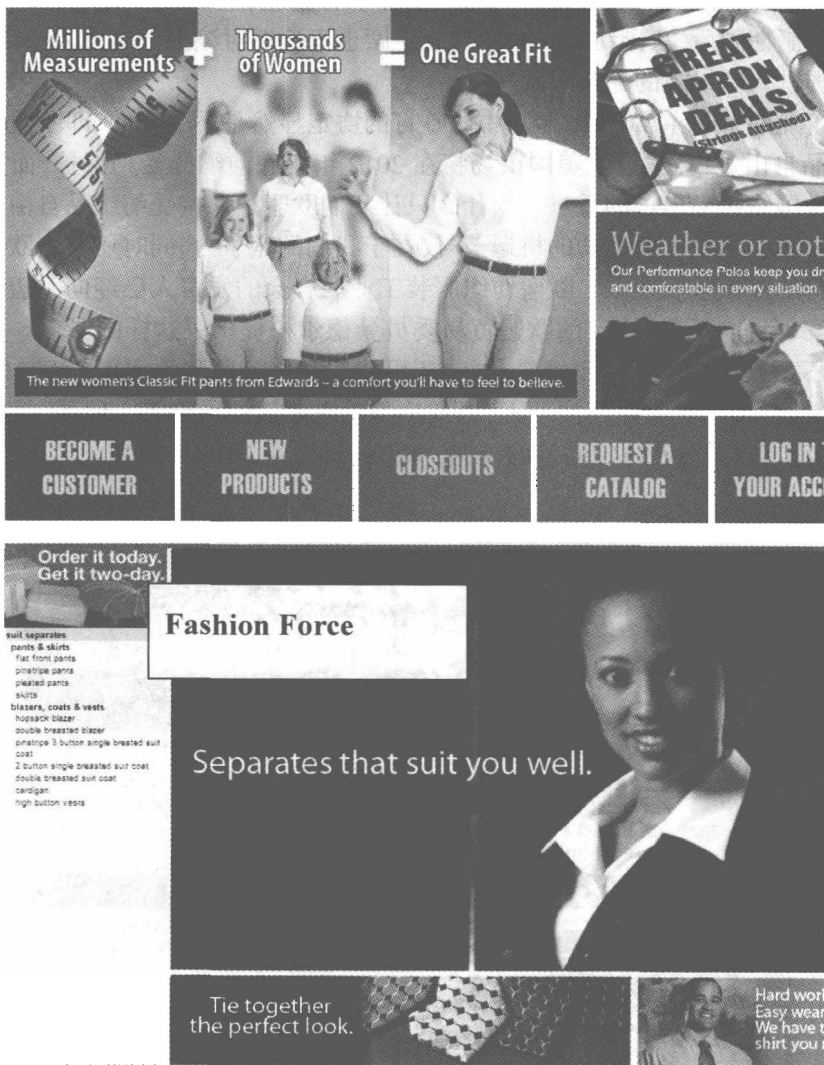 Millions of
Measurements
+
Thousands
of Women
=
One Great Fit
The new women's Classic Fit pants from Edwards – a comfort you'll have to feel to believe.
GREAT
APRON
DEALS
(Strings Attached)
Weather or not
Our Performance Polos keep you
and comfortable in every situation.
BECOME A
CUSTOMER
NEW
PRODUCTS
CLOSEOUTS
REQUEST A
CATALOG
LOG IN
YOUR
Order it today.
Get it two-day.
suit separates
pants & skirts
flat front pants
pinstripe pants
pleated pants
skirts
blazers, coats & vests
hopsack blazer
double breasted blazer
pinstripe 3 button single breasted suit
coat
2 button single breasted suit coat
double breasted suit coat
cardigan
high button vests
Fashion Force
Separates that suit you well.
Tie together
the perfect look.
Hard
Easy
We have
shirt you